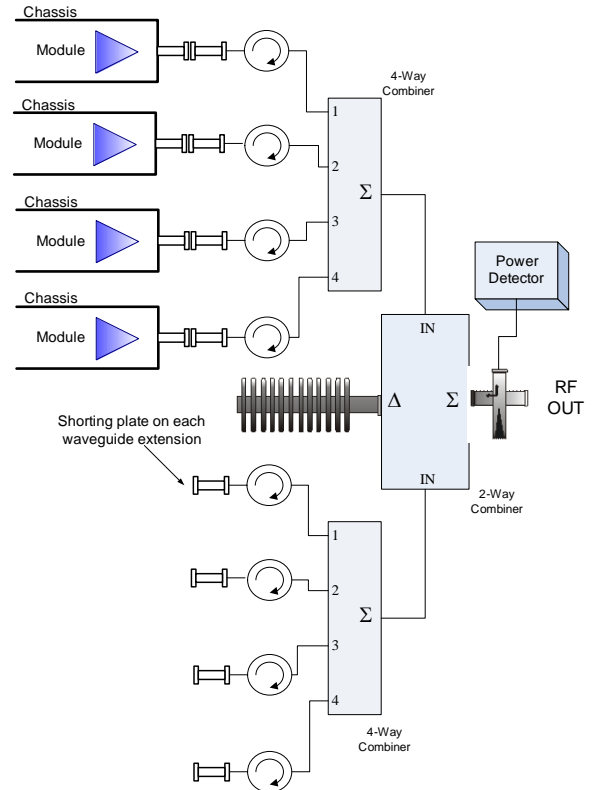 Chassis
Module
Chassis
Module
Chassis
Module
Chassis
Module
4-Way
Combiner
1
2
3
4
Σ
Power
Detector
IN
Δ
Σ
IN
RF
OUT
2-Way
Combiner
Shorting plate on each
waveguide extension
1
2
3
4
Σ
4-Way
Combiner